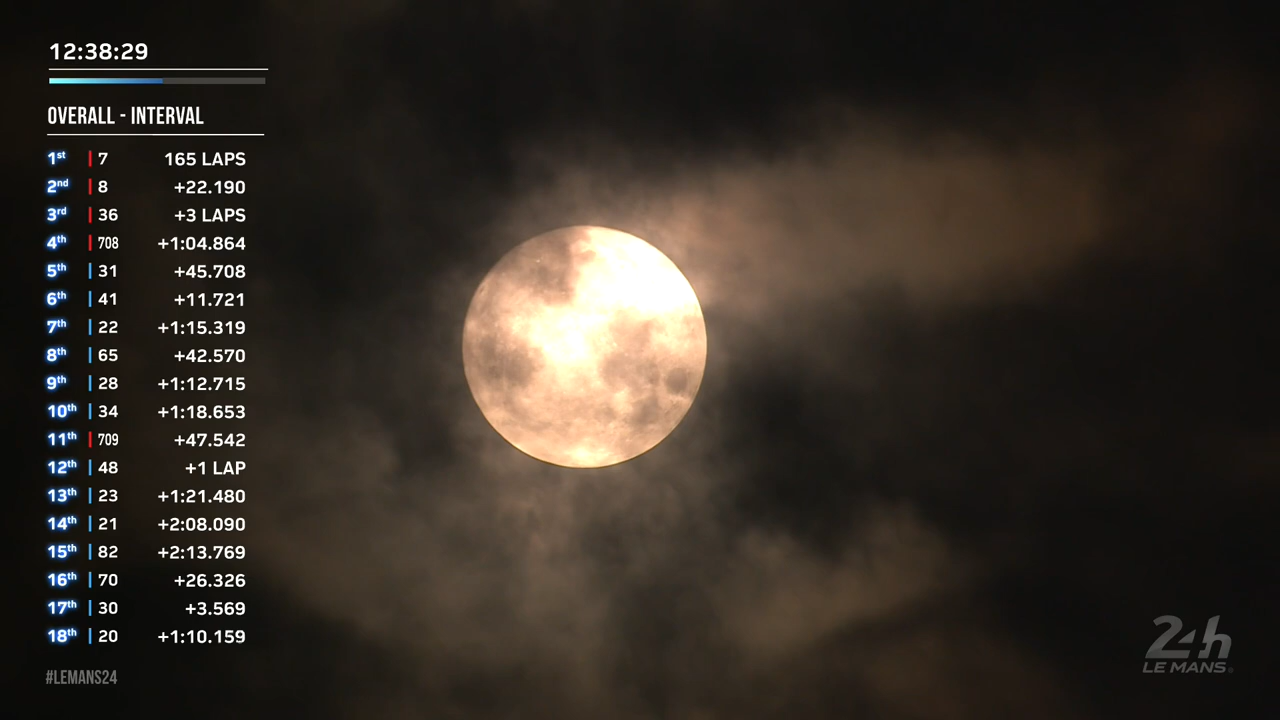 12:38:29
OVERALL - INTERVAL
1st 7 165 LAPS
2nd 8 +22.190
3rd 36 +3 LAPS
4th 708 +1:04.864
5th 31 +45.708
6th 41 +11.721
7th 22 +1:15.319
8th 65 +42.570
9th 28 +1:12.715
10th 34 +1:18.653
11th 709 +47.542
12th 48 +1 LAP
13th 23 +1:21.480
14th 21 +2:08.090
15th 82 +2:13.769
16th 70 +26.326
17th 30 +3.569
18th 20 +1:10.159
#LEMANS24
24h
LE MANS